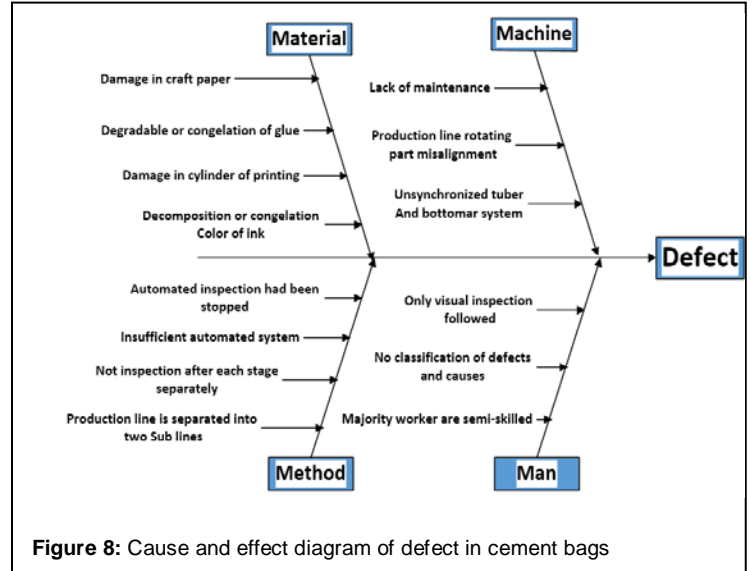 Material
Damage in craft paper
Degradable or congelation of glue
Damage in cylinder of printing
Decomposition or congelation
Color of ink
Machine
Lack of maintenance
Production line rotating
part misalignment
Unsynchronized tuber
And bottomar system
Defect
Automated inspection had been
stopped
Insufficient automated system
Not inspection after each stage
separately
Production line is separated into
two Sub lines
Method
Only visual inspection
followed
No classification of defects
and causes
Majority worker are semi-skilled
Man
Figure 8: Cause and effect diagram of defect in cement bags